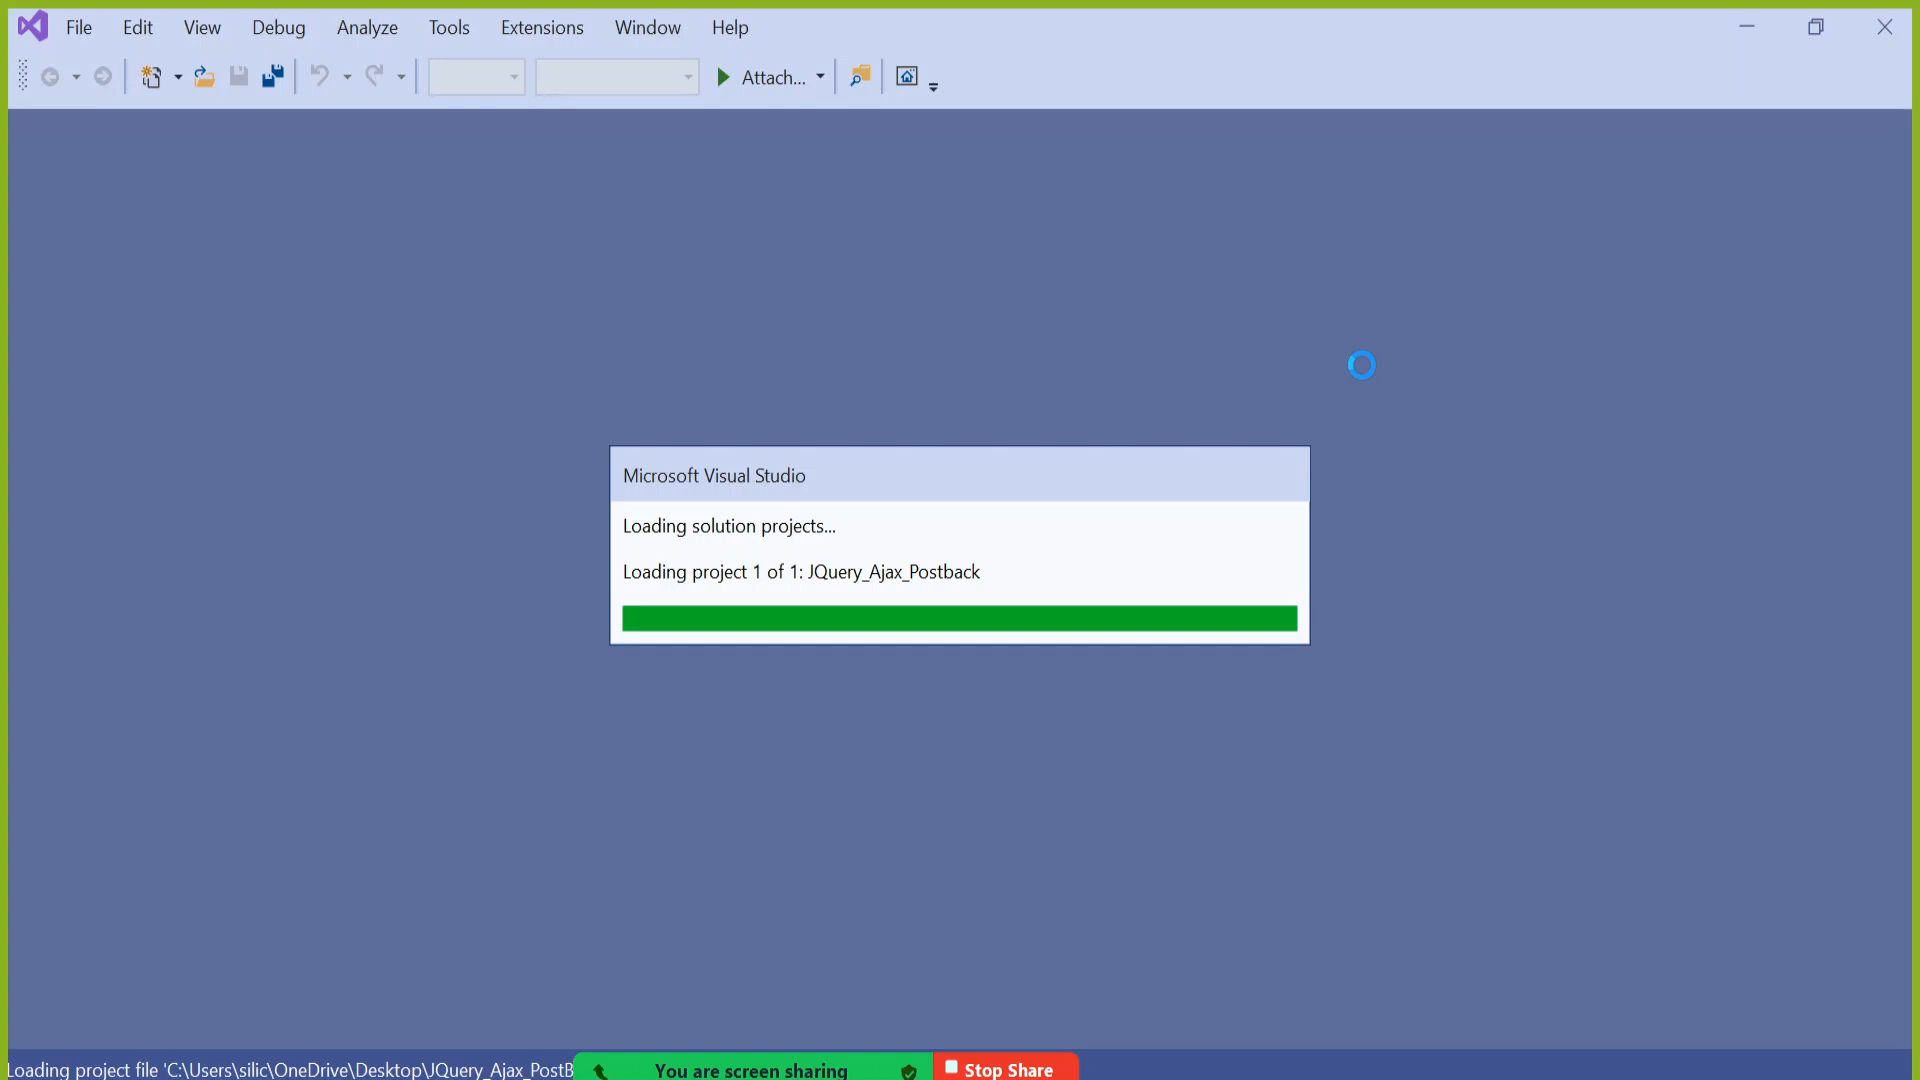 File Edit View Debug Analyze Tools Extensions Window Help
Attach...
Microsoft Visual Studio
Loading solution projects...
Loading project 1 of 1: JQuery_Ajax_Postback
Loading project file 'C:\Users\silic\OneDrive\Desktop\JQuery_Ajax_PostB
You are screen sharing
Stop Share